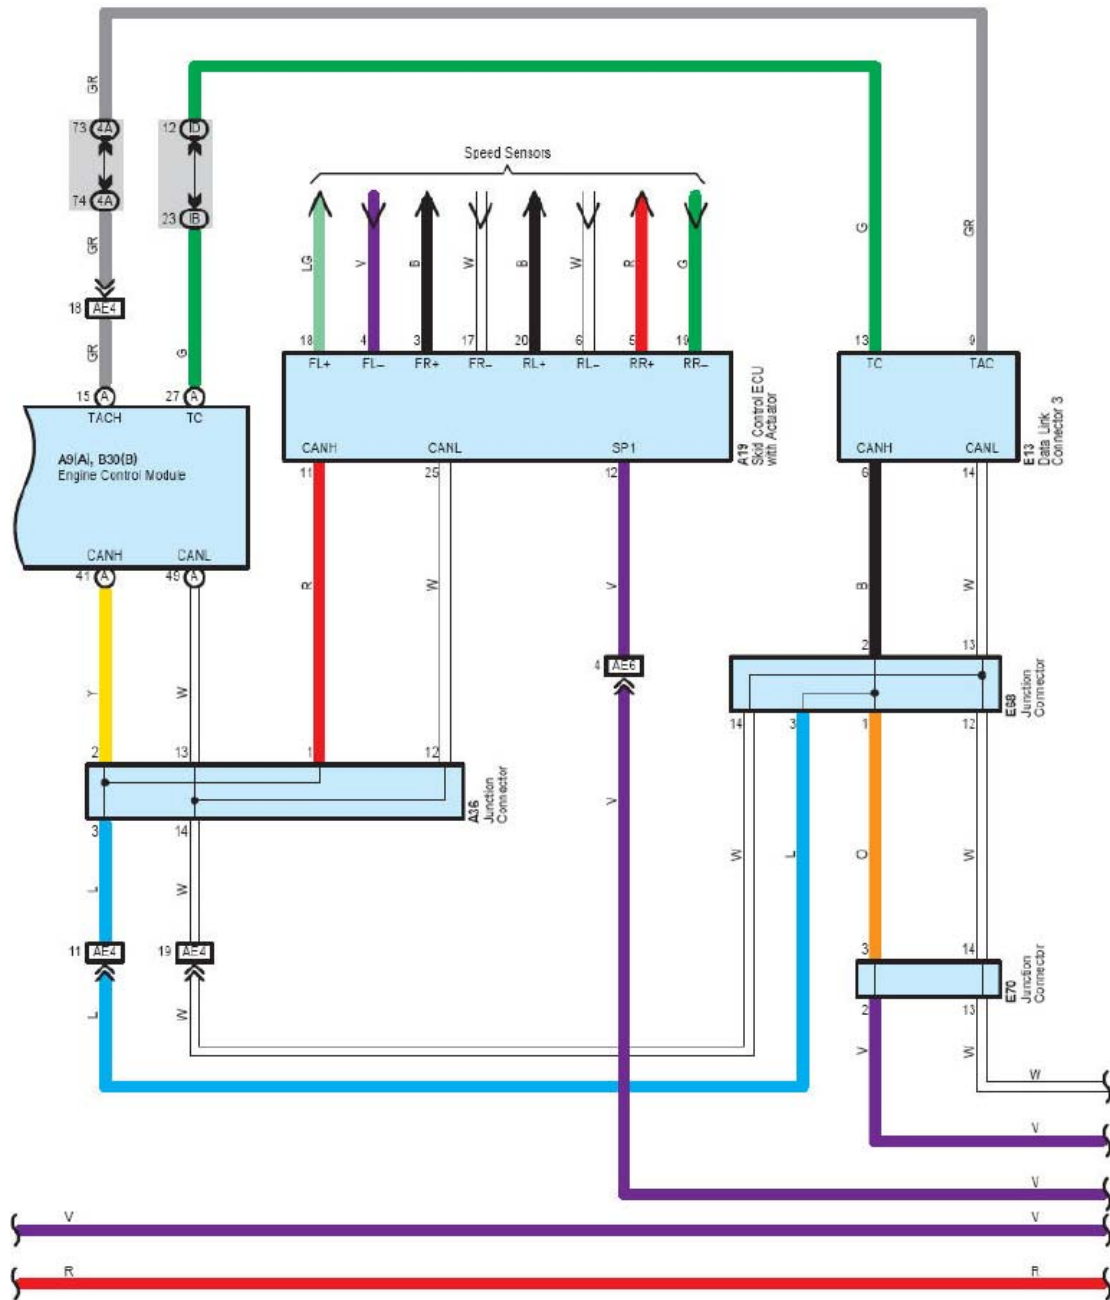 GR
73 4A
12 ID
Speed Sensors
74 4A
23 IB
GR
LG
V
B
W
B
W
R
G
G
GR
18 AE4
GR
G
18 4 3 17 20 6 5 19
13 9
FL+ FL– FR+ FR– RL+ RL– RR+ RR–
TC TAC
15 A
27 A
TACH TC
A9(A), B30(B)
Engine Control Module
CANH CANL SP1
A19
Skid Control ECU
with Actuator
CANH CANL
E13
Data Link
Connector 3
11 25 12
6 14
CANH CANL
41 A
49 A
R
W
V
B
W
4 AE6
2 13
Y
W
E68
Junction
Connector
14 3 1 12
2 13 1 12
A36
Junction
Connector
3 14
V
W
L
O
W
L
W
11 AE4
19 AE4
3 14
E70
Junction
Connector
2 13
L
W
V
W
W
V
V
V V
R R